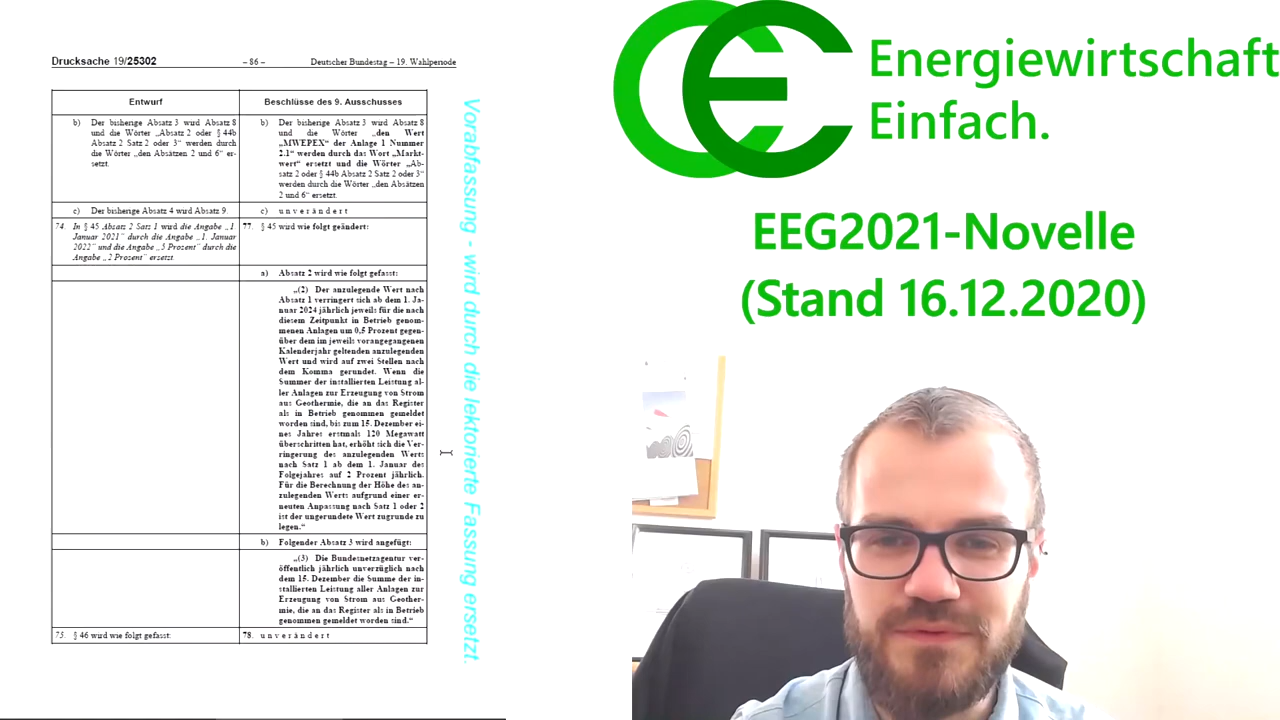 Drucksache 19/25302
– 86 –
Deutscher Bundestag – 19. Wahlperiode
Entwurf
Beschlüsse des 9. Ausschusses
b) Der bisherige Absatz 3 wird Absatz 8
und die Wörter „Absatz 2 oder § 44b
Absatz 2 Satz 2 oder 3“ werden durch
die Wörter „den Absätzen 2 und 6“ er-
setzt.
b) Der bisherige Absatz 3 wird Absatz 8
und die Wörter „den Wert
„MWEPEX“ der Anlage 1 Nummer
2.1“ werden durch das Wort „Markt-
wert“ ersetzt und die Wörter „Ab-
satz 2 oder § 44b Absatz 2 Satz 2 oder 3“
werden durch die Wörter „den Absätzen
2 und 6“ ersetzt.
c) Der bisherige Absatz 4 wird Absatz 9.
c) u n v e r ä n d e r t
74. In § 45 Absatz 2 Satz 1 wird die Angabe „1.
Januar 2021“ durch die Angabe „1. Januar
2022“ und die Angabe „5 Prozent“ durch die
Angabe „2 Prozent“ ersetzt.
77. § 45 wird wie folgt geändert:
a) Absatz 2 wird wie folgt gefasst:
„(2) Der anzulegende Wert nach
Absatz 1 verringert sich ab dem 1. Ja-
nuar 2024 jährlich jeweils für die nach
diesem Zeitpunkt in Betrieb genom-
menen Anlagen um 0,5 Prozent gegen-
über dem im jeweils vorangegangenen
Kalenderjahr geltenden anzulegenden
Wert und wird auf zwei Stellen nach
dem Komma gerundet. Wenn die
Summer der installierten Leistung al-
ler Anlagen zur Erzeugung von Strom
aus Geothermie, die an das Register
als in Betrieb genommen gemeldet
worden sind, bis zum 15. Dezember ei-
nes Jahres erstmals 120 Megawatt
überschritten hat, erhöht sich die Ver-
ringerung des anzulegenden Werts
nach Satz 1 ab dem 1. Januar des
Folgejahres auf 2 Prozent jährlich.
Für die Berechnung der Höhe des an-
zulegenden Werts aufgrund einer er-
neuten Anpassung nach Satz 1 oder 2
ist der ungerundete Wert zugrunde zu
legen.“
b) Folgender Absatz 3 wird angefügt:
„(3) Die Bundesnetzagentur ver-
öffentlich jährlich unverzüglich nach
dem 15. Dezember die Summe der in-
stallierten Leistung aller Anlagen zur
Erzeugung von Strom aus Geother-
mie, die an das Register als in Betrieb
genommen gemeldet worden sind.“
75. § 46 wird wie folgt gefasst:
78. u n v e r ä n d e r t
Vorabfassung - wird durch die lektorierte Fassung ersetzt.
Energiewirtschaft
Einfach.
EEG2021-Novelle
(Stand 16.12.2020)